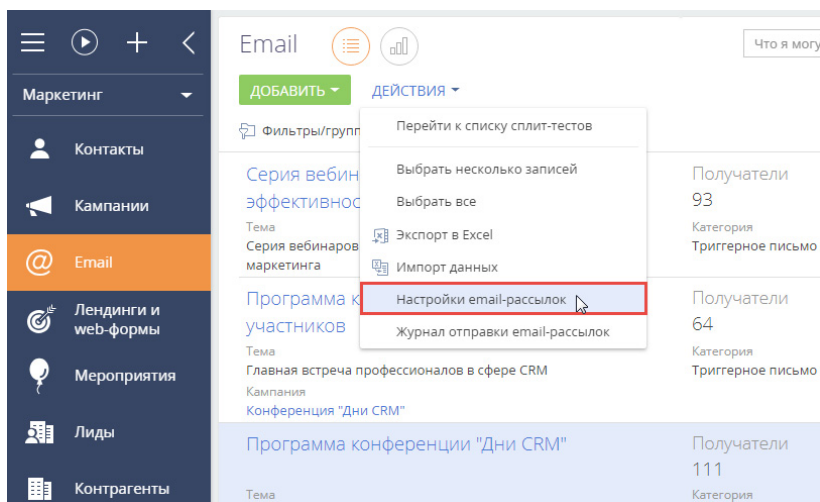 Email
Что я могу
Маркетинг
ДОБАВИТЬ
ДЕЙСТВИЯ
Фильтры/групп
Перейти к списку сплит-тестов
Выбрать несколько записей
Выбрать все
Экспорт в Excel
Импорт данных
Настройки email-рассылок
Журнал отправки email-рассылок
Контакты
Кампании
Email
Лендинги и
web-формы
Мероприятия
Лиды
Контрагенты
Серия вебин
эффективнос
Тема
Серия вебинаров
маркетинга
Получатели
93
Категория
Триггерное письмо
Программа к
участников
Тема
Главная встреча профессионалов в сфере CRM
Кампания
Конференция "Дни CRM"
Получатели
64
Категория
Триггерное письмо
Программа конференции "Дни CRM"
Тема
Получатели
111
Категория